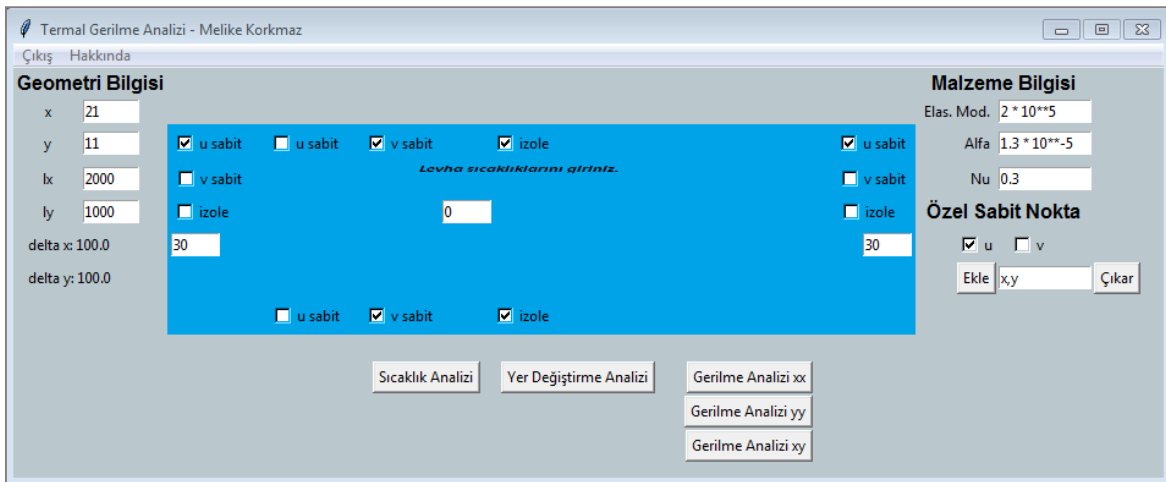 Termal Gerilme Analizi - Melike Korkmaz
Çıkış Hakkında
Geometri Bilgisi Malzeme Bilgisi
x 21 Elas. Mod. 2 * 10**5
y 11 u sabit u sabit v sabit izole u sabit Alfa 1.3 * 10**-5
Levha sıcaklıklarını giriniz.
lx 2000 v sabit v sabit Nu 0.3
ly 1000 izole 0 izole Özel Sabit Nokta
delta x: 100.0 30 30 u v
delta y: 100.0 Ekle x,y Çıkar
u sabit v sabit izole
Sıcaklık Analizi Yer Değiştirme Analizi Gerilme Analizi xx
Gerilme Analizi yy
Gerilme Analizi xy